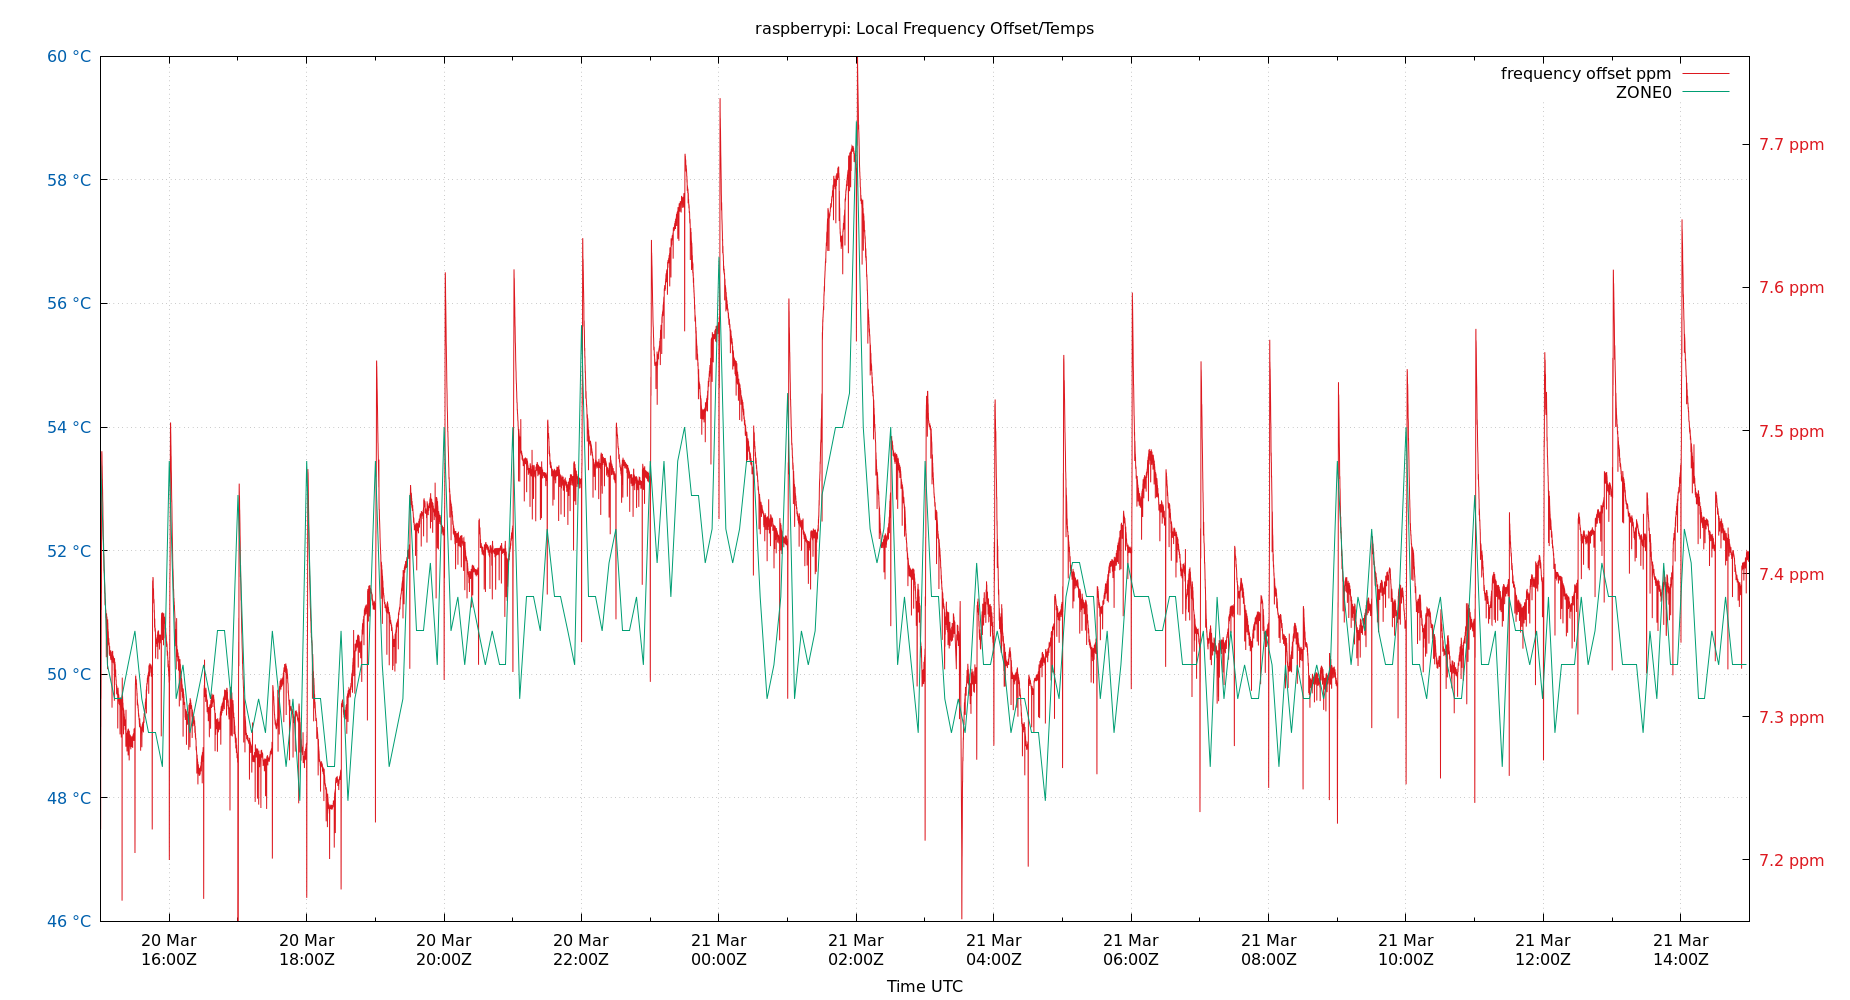 raspberrypi: Local Frequency Offset/Temps
60 °C
58 °C
56 °C
54 °C
52 °C
50 °C
48 °C
46 °C
frequency offset ppm
ZONE0
7.7 ppm
7.6 ppm
7.5 ppm
7.4 ppm
7.3 ppm
7.2 ppm
20 Mar
16:00Z
20 Mar
18:00Z
20 Mar
20:00Z
20 Mar
22:00Z
21 Mar
00:00Z
21 Mar
02:00Z
21 Mar
04:00Z
21 Mar
06:00Z
21 Mar
08:00Z
21 Mar
10:00Z
21 Mar
12:00Z
21 Mar
14:00Z
Time UTC